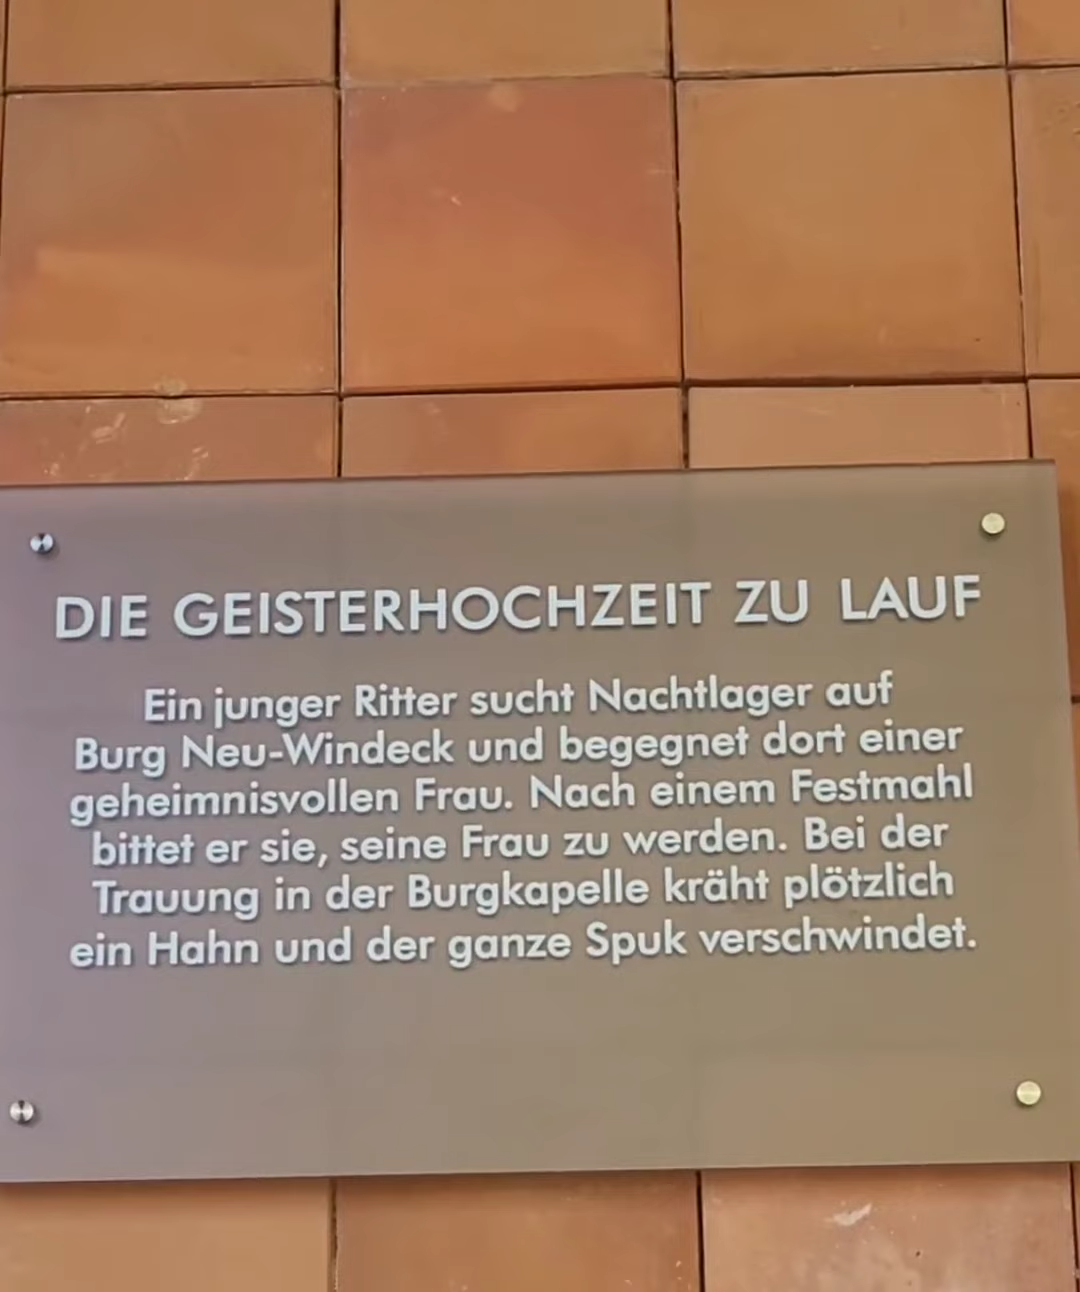 DIE GEISTERHOCHZEIT ZU LAUF
Ein junger Ritter sucht Nachtlager auf
Burg Neu-Windeck und begegnet dort einer
geheimnisvollen Frau. Nach einem Festmahl
bittet er sie, seine Frau zu werden. Bei der
Trauung in der Burgkapelle kräht plötzlich
ein Hahn und der ganze Spuk verschwindet.